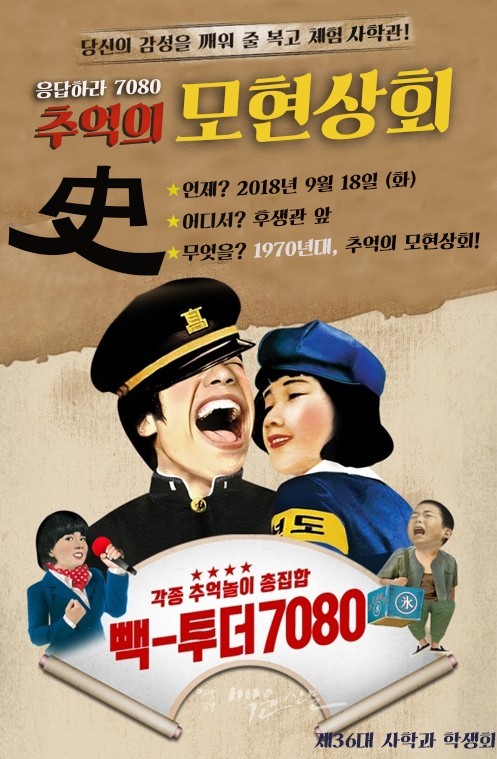 당신의 감성을 깨워 줄 복고 체험 사학관!
응답하라 7080
추억의 모현상회
史
★언제? 2018년 9월 18일 (화)
★어디서? 후생관 앞
★무엇을? 1970년대, 추억의 모현상회!
高
도
氷
★★★★
각종 추억놀이 총집합
빽-투더7080
제36대 사학과 학생회